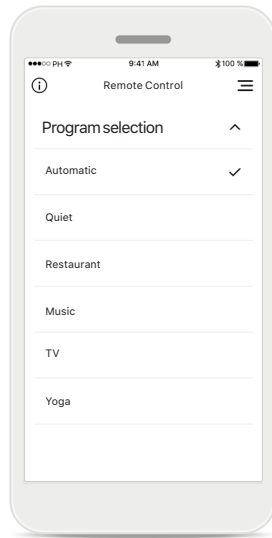 ●●●○○ PH 9:41 AM 100 %
Remote Control
Program selection
Automatic
Quiet
Restaurant
Music
TV
Yoga